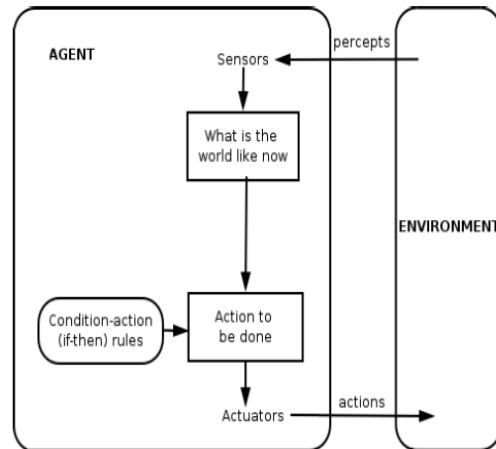 AGENT
Sensors
percepts
What is the
world like now
ENVIRONMENT
Condition-action
(if-then) rules
Action to
be done
Actuators
actions